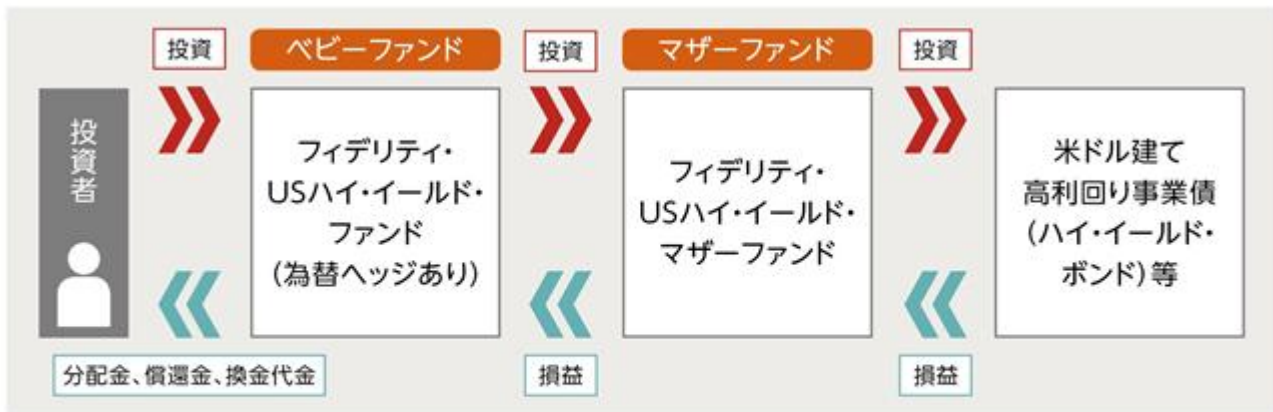 投資
ベビーファンド
投資
マザーファンド
投資
投資者
フィデリティ・
USハイ・イールド・
ファンド
(為替ヘッジあり)
フィデリティ・
USハイ・イールド・
マザーファンド
米ドル建て
高利回り事業債
(ハイ・イールド・
ボンド)等
分配金、償還金、換金代金
損益
損益